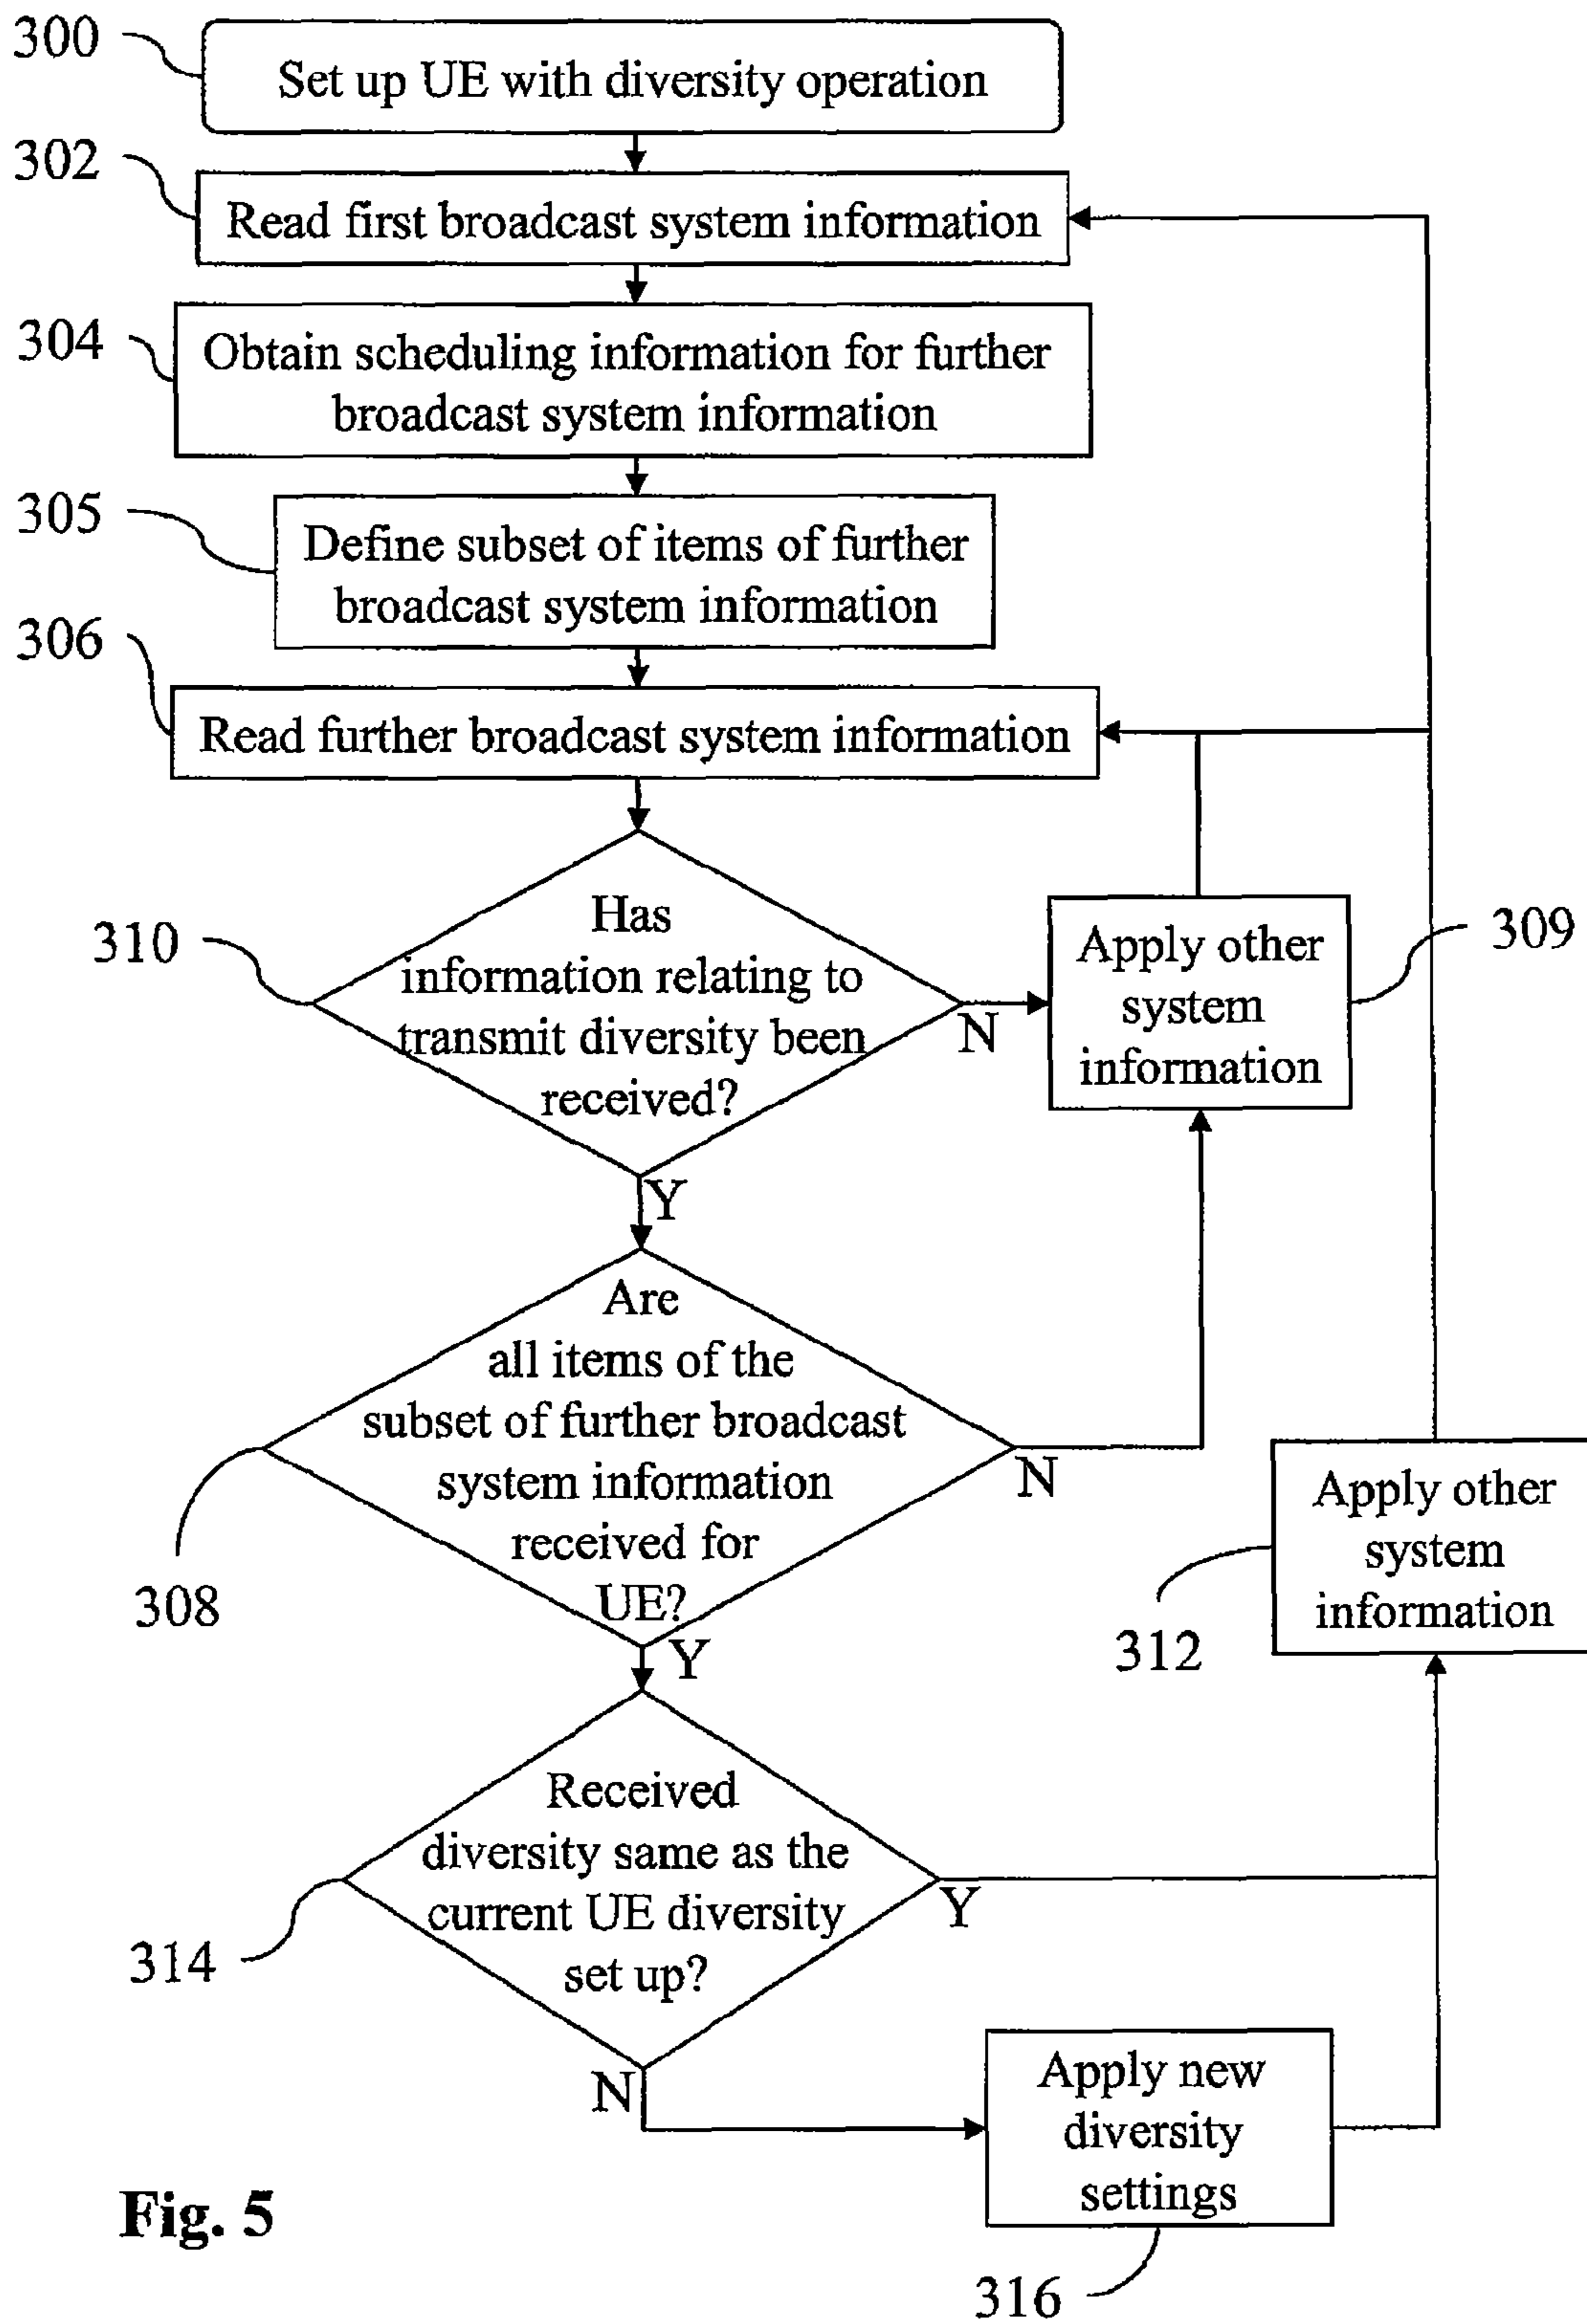 300
Set up UE with diversity operation
302
Read first broadcast system information
304
Obtain scheduling information for further
broadcast system information
305
Define subset of items of further
broadcast system information
306
Read further broadcast system information
310
Has
information relating to
transmit diversity been
received?
N
Y
Apply other
system
information
309
Are
all items of the
subset of further broadcast
system information
received for
UE?
N
Y
308
Apply other
system
information
312
Received
diversity same as the
current UE diversity
set up?
Y
N
314
Apply new
diversity
settings
316
Fig. 5